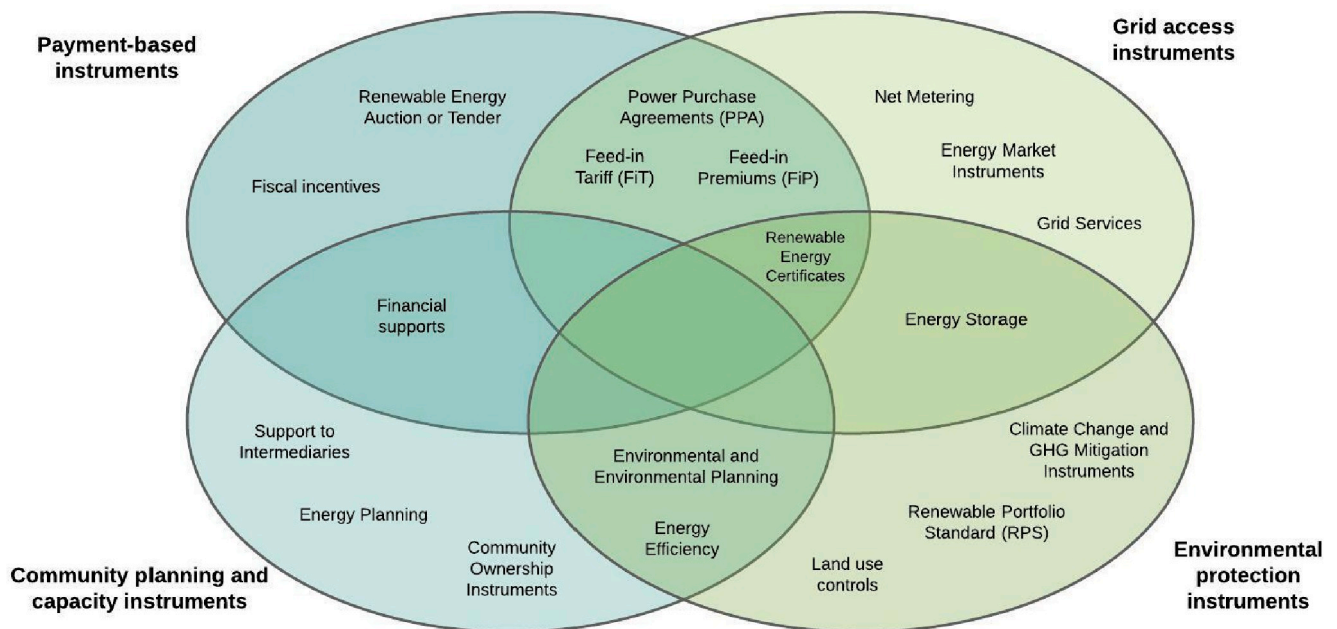 Payment-based
instruments
Grid access
instruments
Renewable Energy
Auction or Tender
Fiscal incentives
Power Purchase
Agreements (PPA)
Feed-in
Tariff (FiT)
Feed-in
Premiums (FiP)
Net Metering
Energy Market
Instruments
Grid Services
Renewable
Energy
Certificates
Financial
supports
Energy Storage
Support to
Intermediaries
Energy Planning
Community
Ownership
Instruments
Environmental and
Environmental Planning
Energy
Efficiency
Climate Change and
GHG Mitigation
Instruments
Renewable Portfolio
Standard (RPS)
Land use
controls
Community planning and
capacity instruments
Environmental
protection
instruments